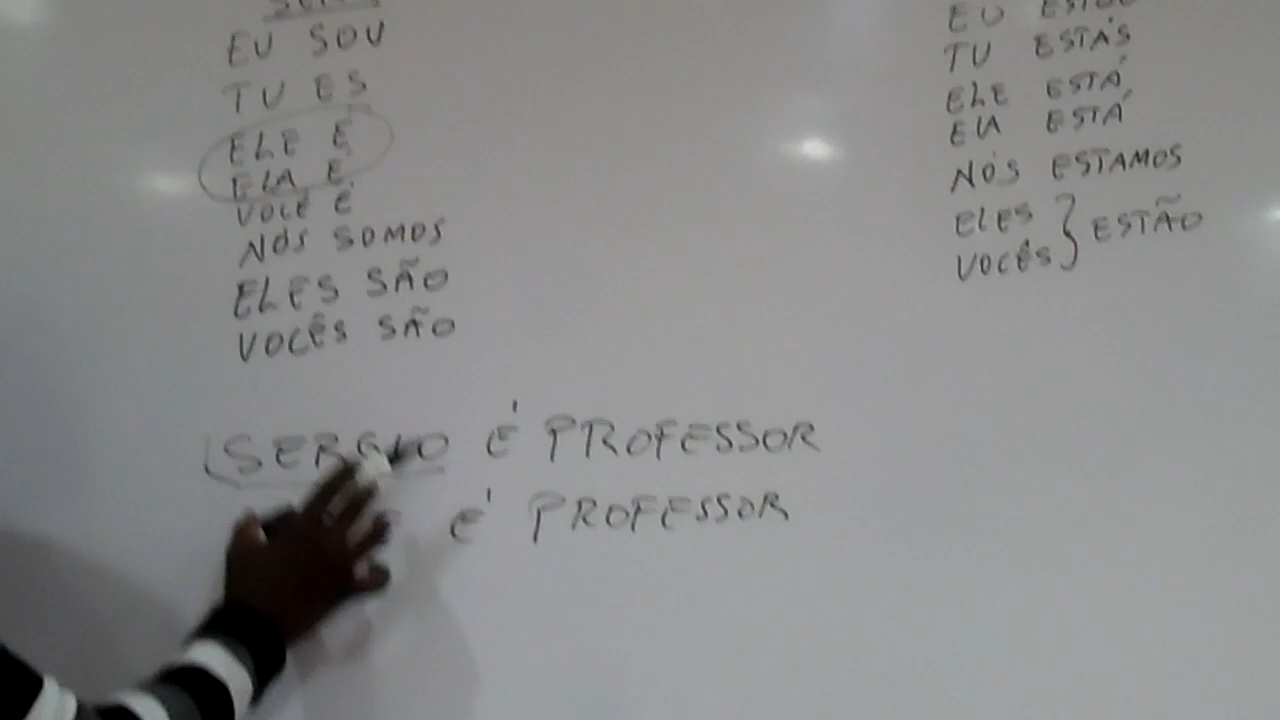 EU SOU
TU ES
ELE É
ELA É
VOCÊ É
NÓS SOMOS
ELES SÃO
VOCÊS SÃO
SERGIO É PROFESSOR
É PROFESSOR
EU
TU ESTÁS
ELE ESTÁ
ELA ESTÁ
NÓS ESTAMOS
ELES } ESTÃO
VOCÊS